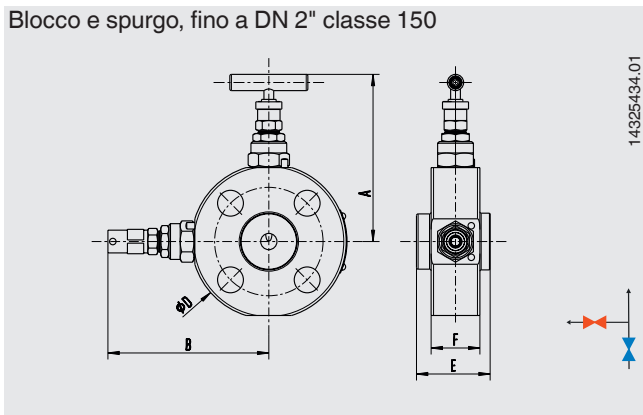 Blocco e spurgo, fino a DN 2" classe 150
14325434.01
A
øD
B
F
E